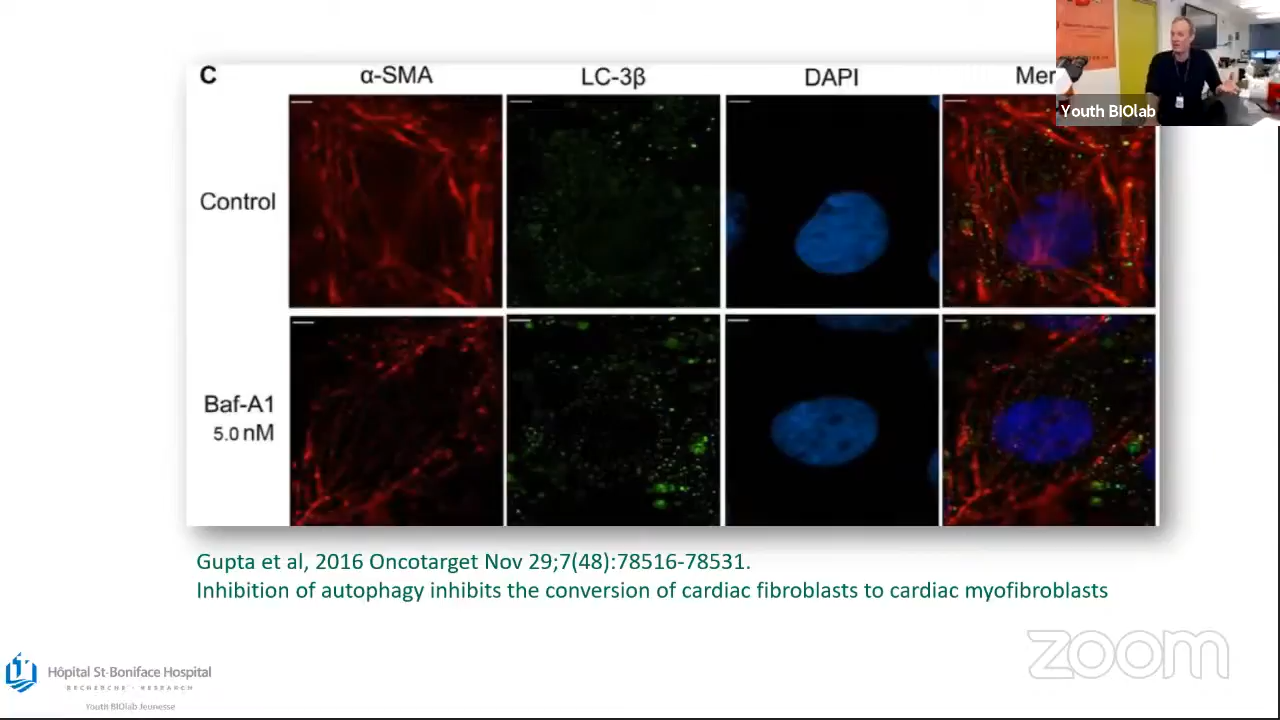 C
α-SMA
LC-3β
DAPI
Mer
Youth BIOlab
Control
Baf-A1
5.0 nM
Gupta et al, 2016 Oncotarget Nov 29;7(48):78516-78531.
Inhibition of autophagy inhibits the conversion of cardiac fibroblasts to cardiac myofibroblasts
zoom
Hôpital St-Boniface Hospital
RECHERCHE · RESEARCH
Youth BIOlab Jeunesse